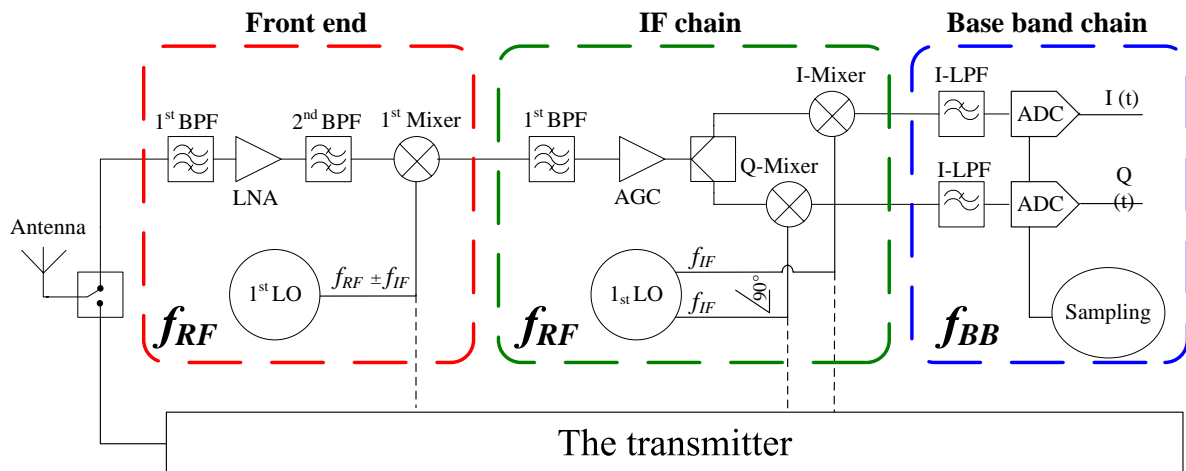 Front end
IF chain
Base band chain
1st BPF
LNA
2nd BPF
1st Mixer
1st LO
fRF ± fIF
fRF
1st BPF
AGC
I-Mixer
Q-Mixer
1st LO
fIF
fIF
90°
fRF
I-LPF
ADC
I (t)
I-LPF
ADC
Q
(t)
Sampling
fBB
Antenna
The transmitter